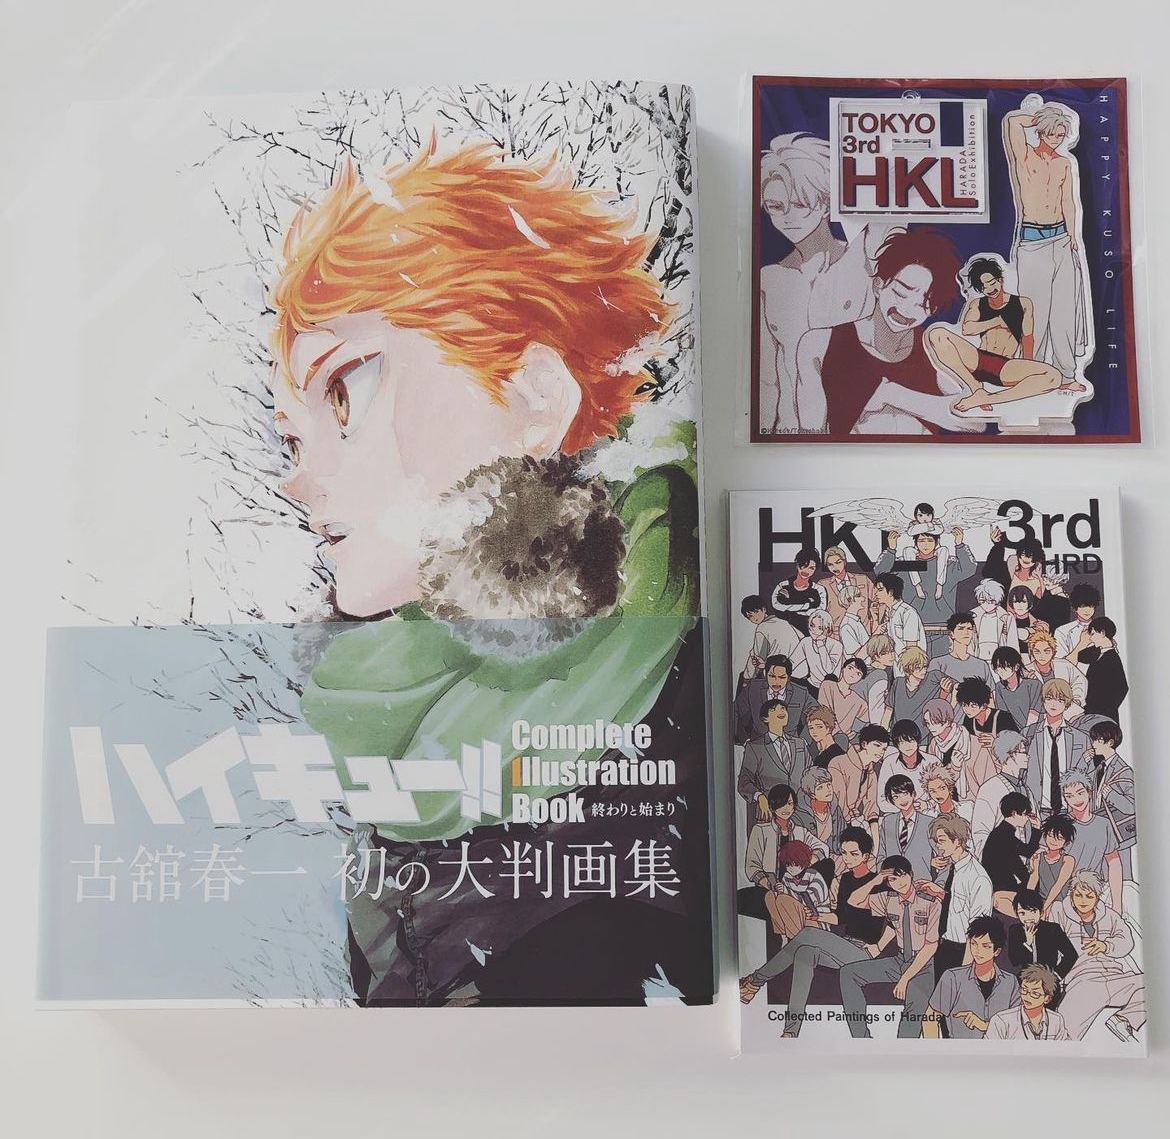 ハイキュー!!
Complete
Illustration
Book 終わりと始まり
古舘春一 初の大判画集
TOKYO
3rd
HKL
HARADA
Solo Exhibition
HAPPY KUSO LIFE
HKL 3rd
HRD
Collected Paintings of Harada